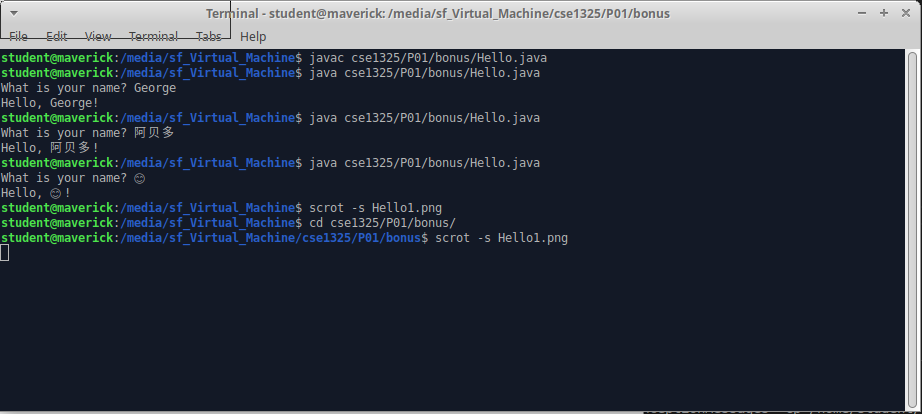 Terminal - student@maverick: /media/sf_Virtual_Machine/cse1325/P01/bonus
File Edit View Terminal Tabs Help
student@maverick:/media/sf_Virtual_Machine$ javac cse1325/P01/bonus/Hello.java
student@maverick:/media/sf_Virtual_Machine$ java cse1325/P01/bonus/Hello.java
What is your name? George
Hello, George!
student@maverick:/media/sf_Virtual_Machine$ java cse1325/P01/bonus/Hello.java
What is your name? 阿贝多
Hello, 阿贝多!
student@maverick:/media/sf_Virtual_Machine$ java cse1325/P01/bonus/Hello.java
What is your name? 😊
Hello, 😊!
student@maverick:/media/sf_Virtual_Machine$ scrot -s Hello1.png
student@maverick:/media/sf_Virtual_Machine$ cd cse1325/P01/bonus/
student@maverick:/media/sf_Virtual_Machine/cse1325/P01/bonus$ scrot -s Hello1.png